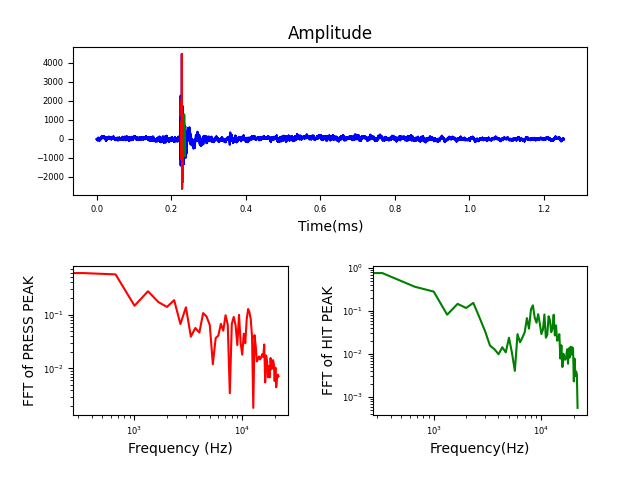 Amplitude
4000
3000
2000
1000
0
−1000
−2000
0.0 0.2 0.4 0.6 0.8 1.0 1.2
Time(ms)
FFT of PRESS PEAK
10⁻¹
10⁻²
10³ 10⁴
Frequency (Hz)
FFT of HIT PEAK
10⁰
10⁻¹
10⁻²
10⁻³
10³ 10⁴
Frequency(Hz)